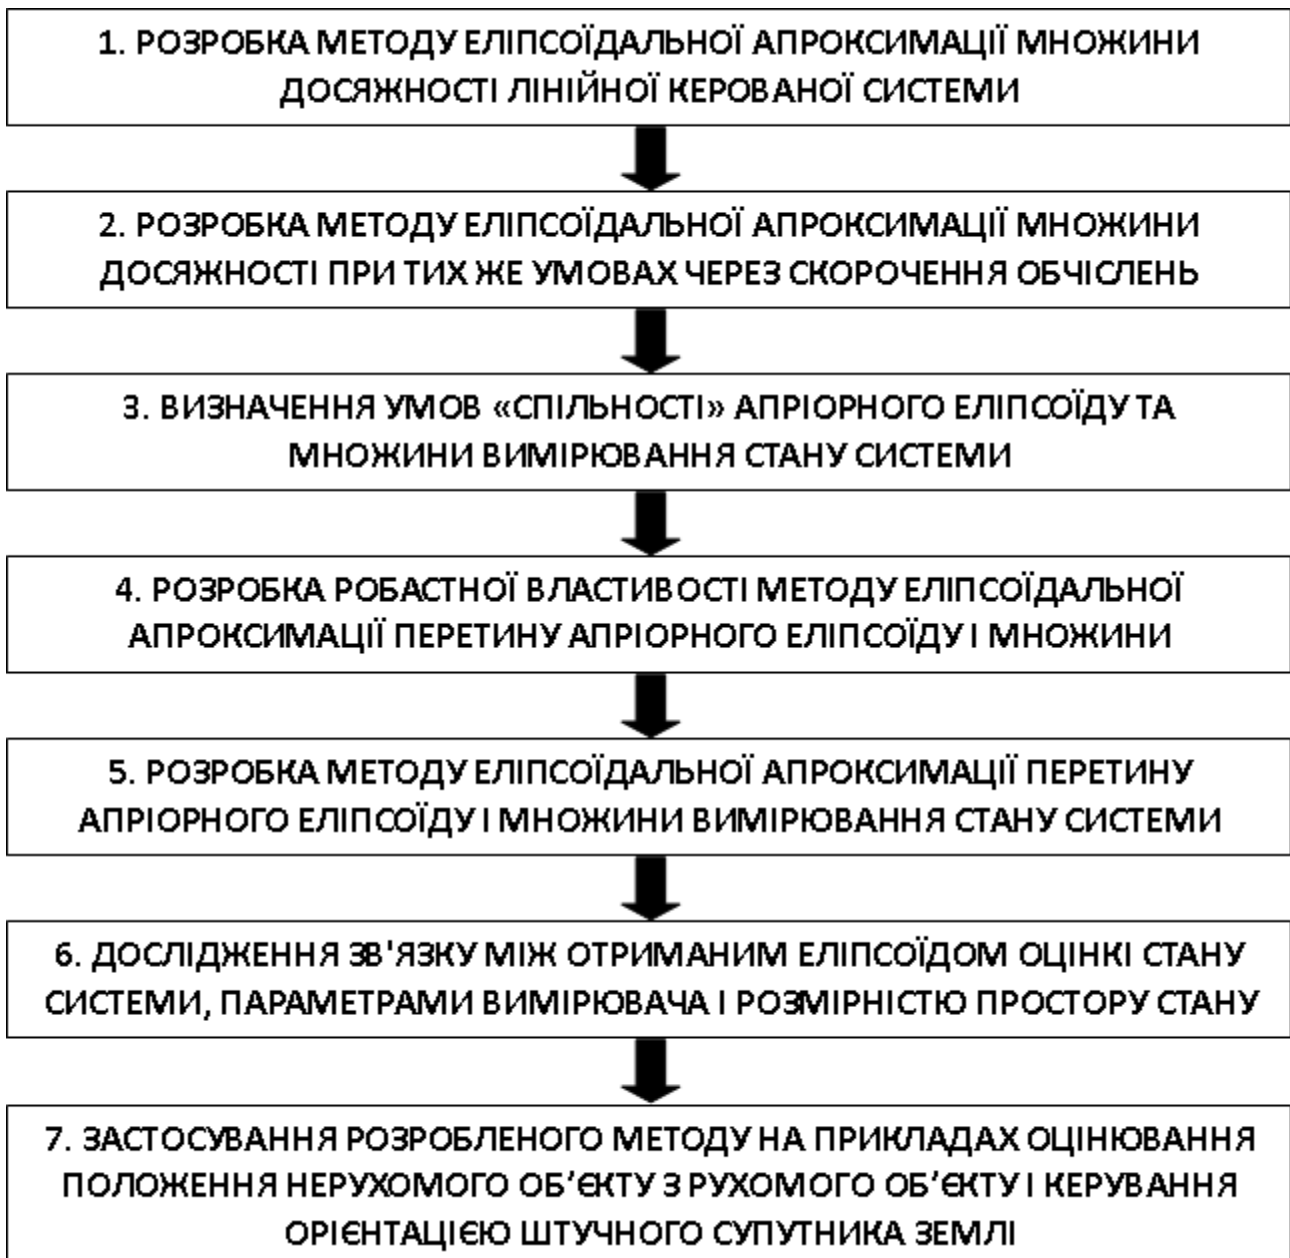 1. РОЗРОБКА МЕТОДУ ЕЛІПСОЇДАЛЬНОЇ АПРОКСИМАЦІЇ МНОЖИНИ
ДОСЯЖНОСТІ ЛІНІЙНОЇ КЕРОВАНОЇ СИСТЕМИ
2. РОЗРОБКА МЕТОДУ ЕЛІПСОЇДАЛЬНОЇ АПРОКСИМАЦІЇ МНОЖИНИ
ДОСЯЖНОСТІ ПРИ ТИХ ЖЕ УМОВАХ ЧЕРЕЗ СКОРОЧЕННЯ ОБЧІСЛЕНЬ
3. ВИЗНАЧЕННЯ УМОВ «СПІЛЬНОСТІ» АПРІОРНОГО ЕЛІПСОЇДУ ТА
МНОЖИНИ ВИМІРЮВАННЯ СТАНУ СИСТЕМИ
4. РОЗРОБКА РОБАСТНОЇ ВЛАСТИВОСТІ МЕТОДУ ЕЛІПСОЇДАЛЬНОЇ
АПРОКСИМАЦІЇ ПЕРЕТИНУ АПРІОРНОГО ЕЛІПСОЇДУ І МНОЖИНИ
5. РОЗРОБКА МЕТОДУ ЕЛІПСОЇДАЛЬНОЇ АПРОКСИМАЦІЇ ПЕРЕТИНУ
АПРІОРНОГО ЕЛІПСОЇДУ І МНОЖИНИ ВИМІРЮВАННЯ СТАНУ СИСТЕМИ
6. ДОСЛІДЖЕННЯ ЗВ'ЯЗКУ МІЖ ОТРИМАНИМ ЕЛІПСОЇДОМ ОЦІНКІ СТАНУ
СИСТЕМИ, ПАРАМЕТРАМИ ВИМІРЮВАЧА І РОЗМІРНІСТЮ ПРОСТОРУ СТАНУ
7. ЗАСТОСУВАННЯ РОЗРОБЛЕНОГО МЕТОДУ НА ПРИКЛАДАХ ОЦІНЮВАННЯ
ПОЛОЖЕННЯ НЕРУХОМОГО ОБ’ЄКТУ З РУХОМОГО ОБ’ЄКТУ І КЕРУВАННЯ
ОРІЄНТАЦІЄЮ ШТУЧНОГО СУПУТНИКА ЗЕМЛІ